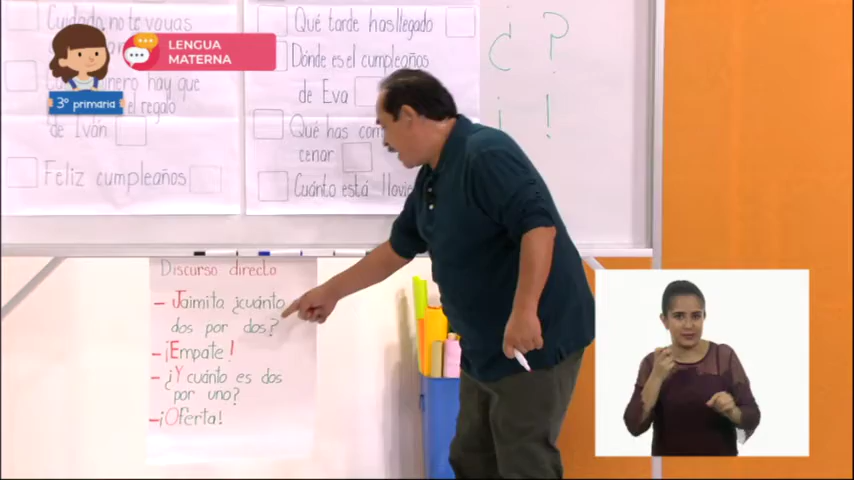 Cuidado, no te vayas
LENGUA
MATERNA
3º primaria
nero hay que
el regalo
de Iván
Feliz cumpleaños
Qué tarde has llegado
Dónde es el cumpleaños
de Eva
Qué has
cenar
Cuánto está
¿ ?
¡ !
Discurso directo
– Jaimita ¿cuánto
dos por dos?
– ¡Empate!
– ¿Y cuánto es dos
por uno?
– ¡Oferta!